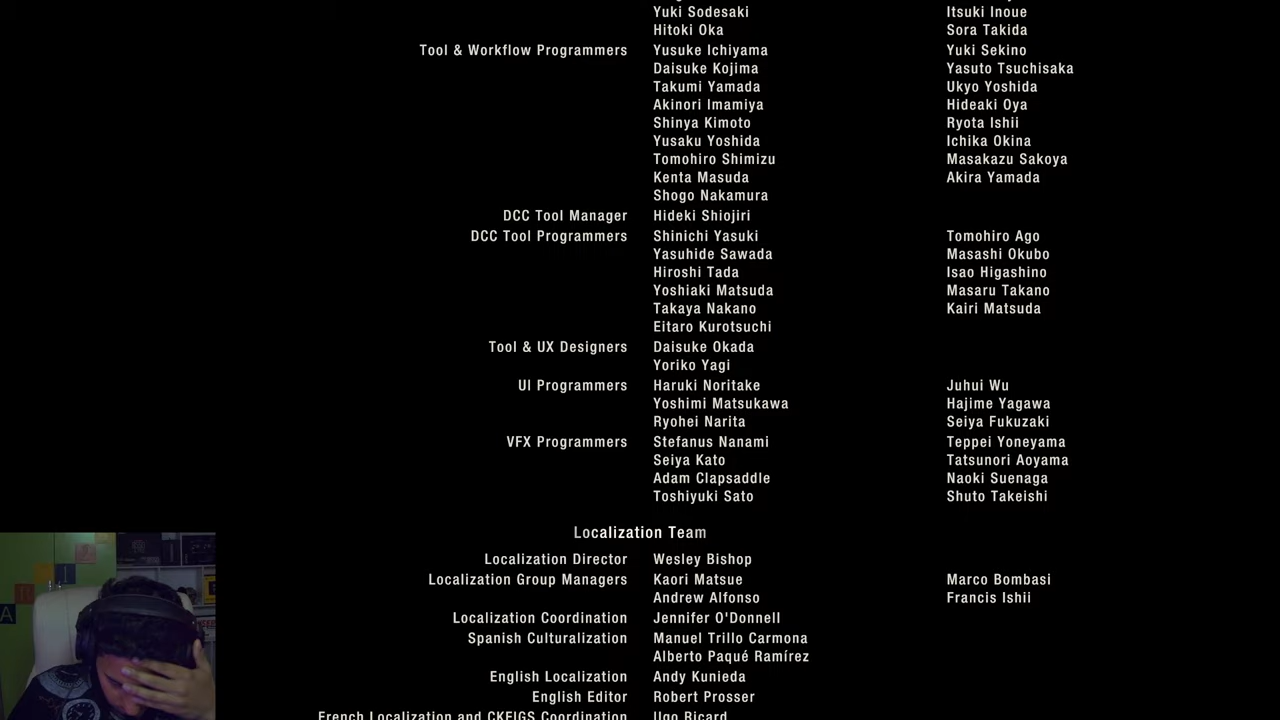 Yuki Sodesaki Itsuki Inoue
Hitoki Oka Sora Takida
Tool & Workflow Programmers Yusuke Ichiyama Yuki Sekino
Daisuke Kojima Yasuto Tsuchisaka
Takumi Yamada Ukyo Yoshida
Akinori Imamiya Hideaki Oya
Shinya Kimoto Ryota Ishii
Yusaku Yoshida Ichika Okina
Tomohiro Shimizu Masakazu Sakoya
Kenta Masuda Akira Yamada
Shogo Nakamura
DCC Tool Manager Hideki Shiojiri
DCC Tool Programmers Shinichi Yasuki Tomohiro Ago
Yasuhide Sawada Masashi Okubo
Hiroshi Tada Isao Higashino
Yoshiaki Matsuda Masaru Takano
Takaya Nakano Kairi Matsuda
Eitaro Kurotsuchi
Tool & UX Designers Daisuke Okada
Yoriko Yagi
UI Programmers Haruki Noritake Juhui Wu
Yoshimi Matsukawa Hajime Yagawa
Ryohei Narita Seiya Fukuzaki
VFX Programmers Stefanus Nanami Teppei Yoneyama
Seiya Kato Tatsunori Aoyama
Adam Clapsaddle Naoki Suenaga
Toshiyuki Sato Shuto Takeishi
Localization Team
Localization Director Wesley Bishop
Localization Group Managers Kaori Matsue Marco Bombasi
Andrew Alfonso Francis Ishii
Localization Coordination Jennifer O'Donnell
Spanish Culturalization Manuel Trillo Carmona
Alberto Paqué Ramírez
English Localization Andy Kunieda
English Editor Robert Prosser
French Localization and CKFIGS Coordination Ugo Ricard